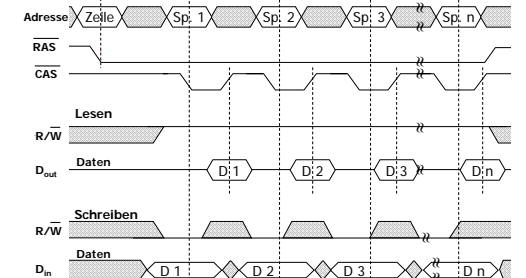 Adresse Zeile Sp. 1 Sp. 2 Sp. 3 Sp. n
RAS
CAS
Lesen
R/W
Dout Daten D 1 D 2 D 3 D n
Schreiben
R/W
Daten
Din D 1 D 2 D 3 D n